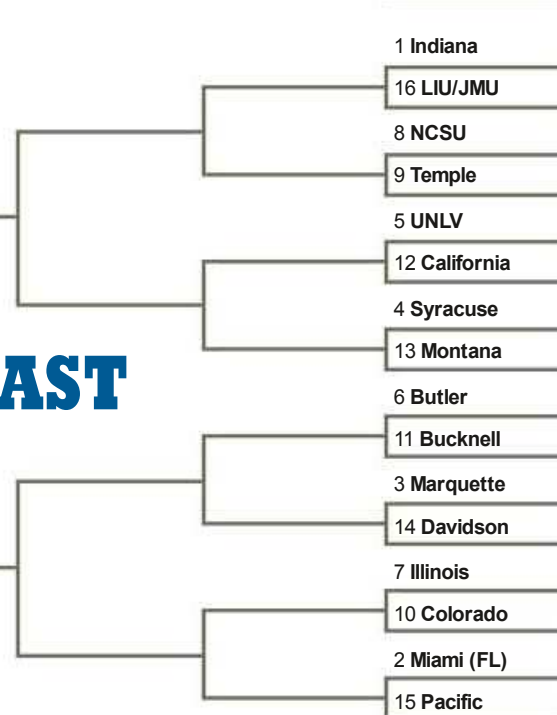 1 Indiana
16 LIU/JMU
8 NCSU
9 Temple
5 UNLV
12 California
4 Syracuse
13 Montana
AST
6 Butler
11 Bucknell
3 Marquette
14 Davidson
7 Illinois
10 Colorado
2 Miami (FL)
15 Pacific